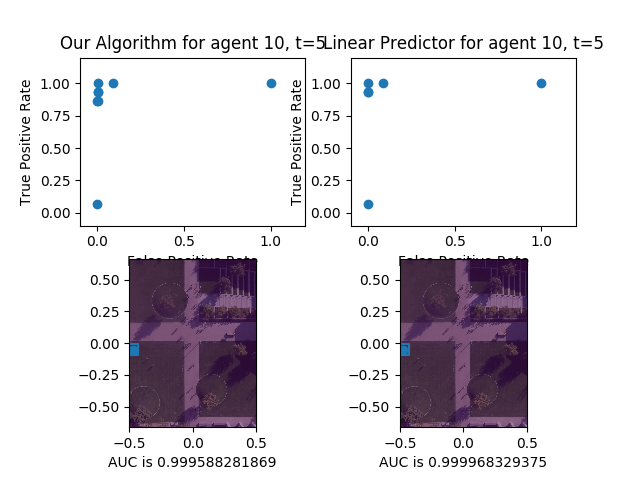 Our Algorithm for agent 10, t=5
Linear Predictor for agent 10, t=5
True Positive Rate
1.00
0.75
0.50
0.25
0.00
0.0 0.5 1.0
False Positive Rate
True Positive Rate
1.00
0.75
0.50
0.25
0.00
0.0 0.5 1.0
False Positive Rate
0.50
0.25
0.00
−0.25
−0.50
−0.5 0.0 0.5
AUC is 0.999588281869
0.50
0.25
0.00
−0.25
−0.50
−0.5 0.0 0.5
AUC is 0.999968329375